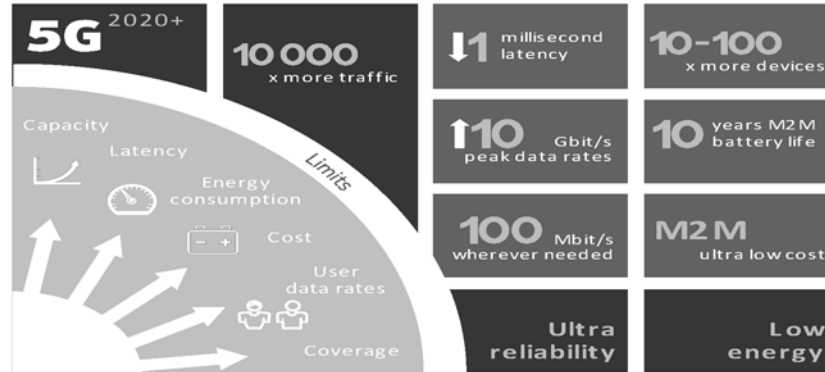 5G 2020+
10 000
x more traffic
Capacity
Latency
Energy
consumption
Cost
User
data rates
Coverage
Limits
1 millisecond
latency
10-100
x more devices
10 Gbit/s
peak data rates
10 years M2M
battery life
100 Mbit/s
wherever needed
M2M
ultra low cost
Ultra
reliability
Low
energy